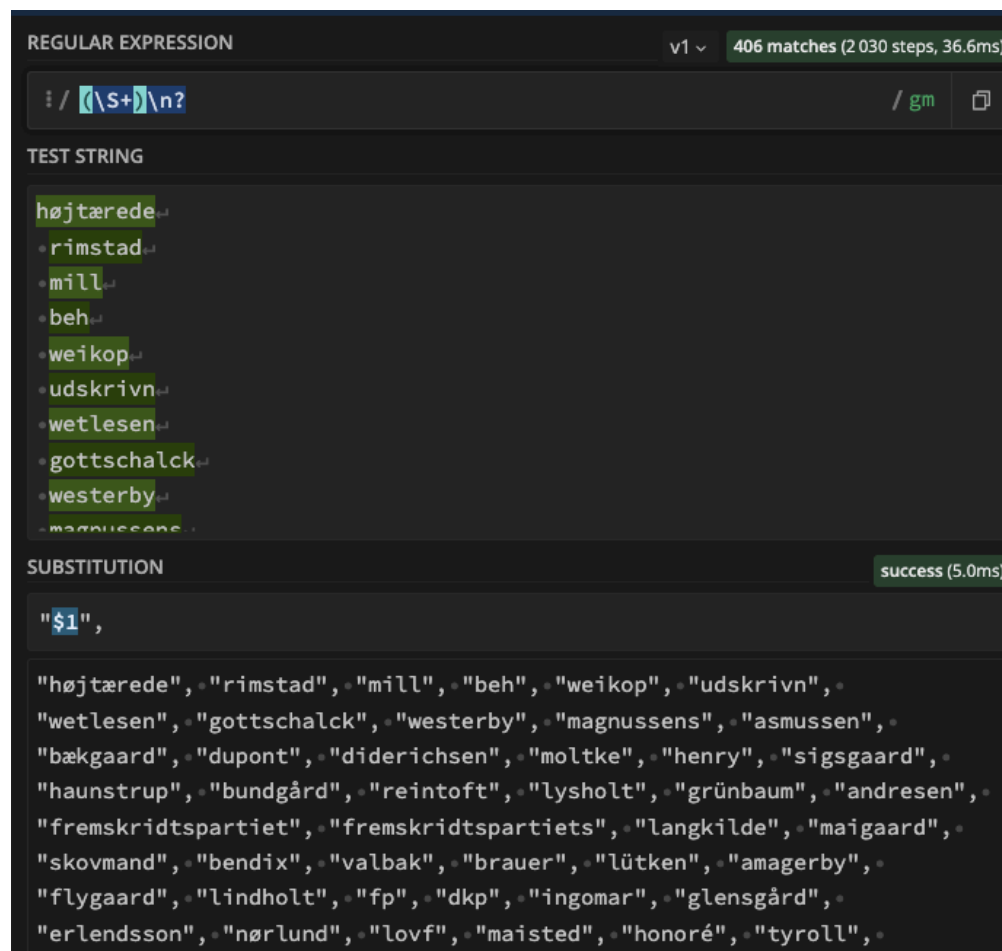 REGULAR EXPRESSION v1 406 matches (2 030 steps, 36.6ms)
/ (\S+)\n? / gm
TEST STRING
højtærede↵
•rimstad↵
•mill↵
•beh↵
•weikop↵
•udskrivn↵
•wetlesen↵
•gottschalck↵
•westerby↵
•magnussens
SUBSTITUTION success (5.0ms)
"$1",
"højtærede",•"rimstad",•"mill",•"beh",•"weikop",•"udskrivn",•
"wetlesen",•"gottschalck",•"westerby",•"magnussens",•"asmussen",•
"bækgaard",•"dupont",•"diderichsen",•"moltke",•"henry",•"sigsgaard",•
"haunstrup",•"bundgård",•"reintoft",•"lysholt",•"grünbaum",•"andresen",•
"fremskridtspartiet",•"fremskridtspartiets",•"langkilde",•"maigaard",•
"skovmand",•"bendix",•"valbak",•"brauer",•"lütken",•"amagerby",•
"flygaard",•"lindholt",•"fp",•"dkp",•"ingomar",•"glensgård",•
"erlendsson",•"nørlund",•"lovf",•"maisted",•"honoré",•"tyroll",•